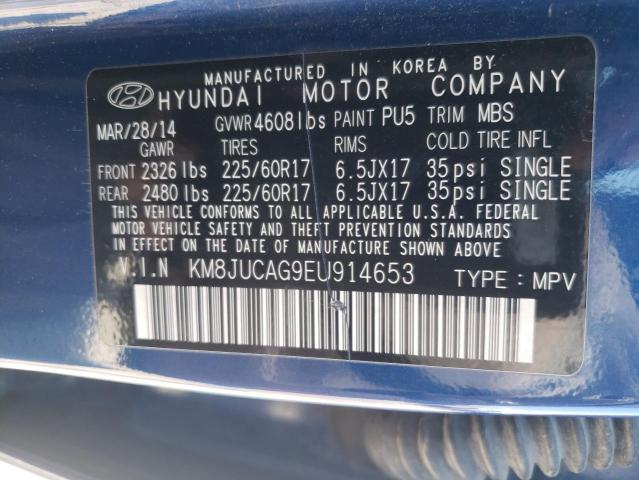 MANUFACTURED IN KOREA BY
HYUNDAI MOTOR COMPANY
MAR/28/14 GVWR 4608lbs PAINT PU5 TRIM MBS
GAWR TIRES RIMS COLD TIRE INFL
FRONT 2326 lbs 225/60R17 6.5JX17 35psi SINGLE
REAR 2480 lbs 225/60R17 6.5JX17 35psi SINGLE
THIS VEHICLE CONFORMS TO ALL APPLICABLE U.S.A. FEDERAL
MOTOR VEHICLE SAFETY AND THEFT PREVENTION STANDARDS
IN EFFECT ON THE DATE OF MANUFACTURE SHOWN ABOVE.
V.I.N KM8JUCAG9EU914653 TYPE : MPV